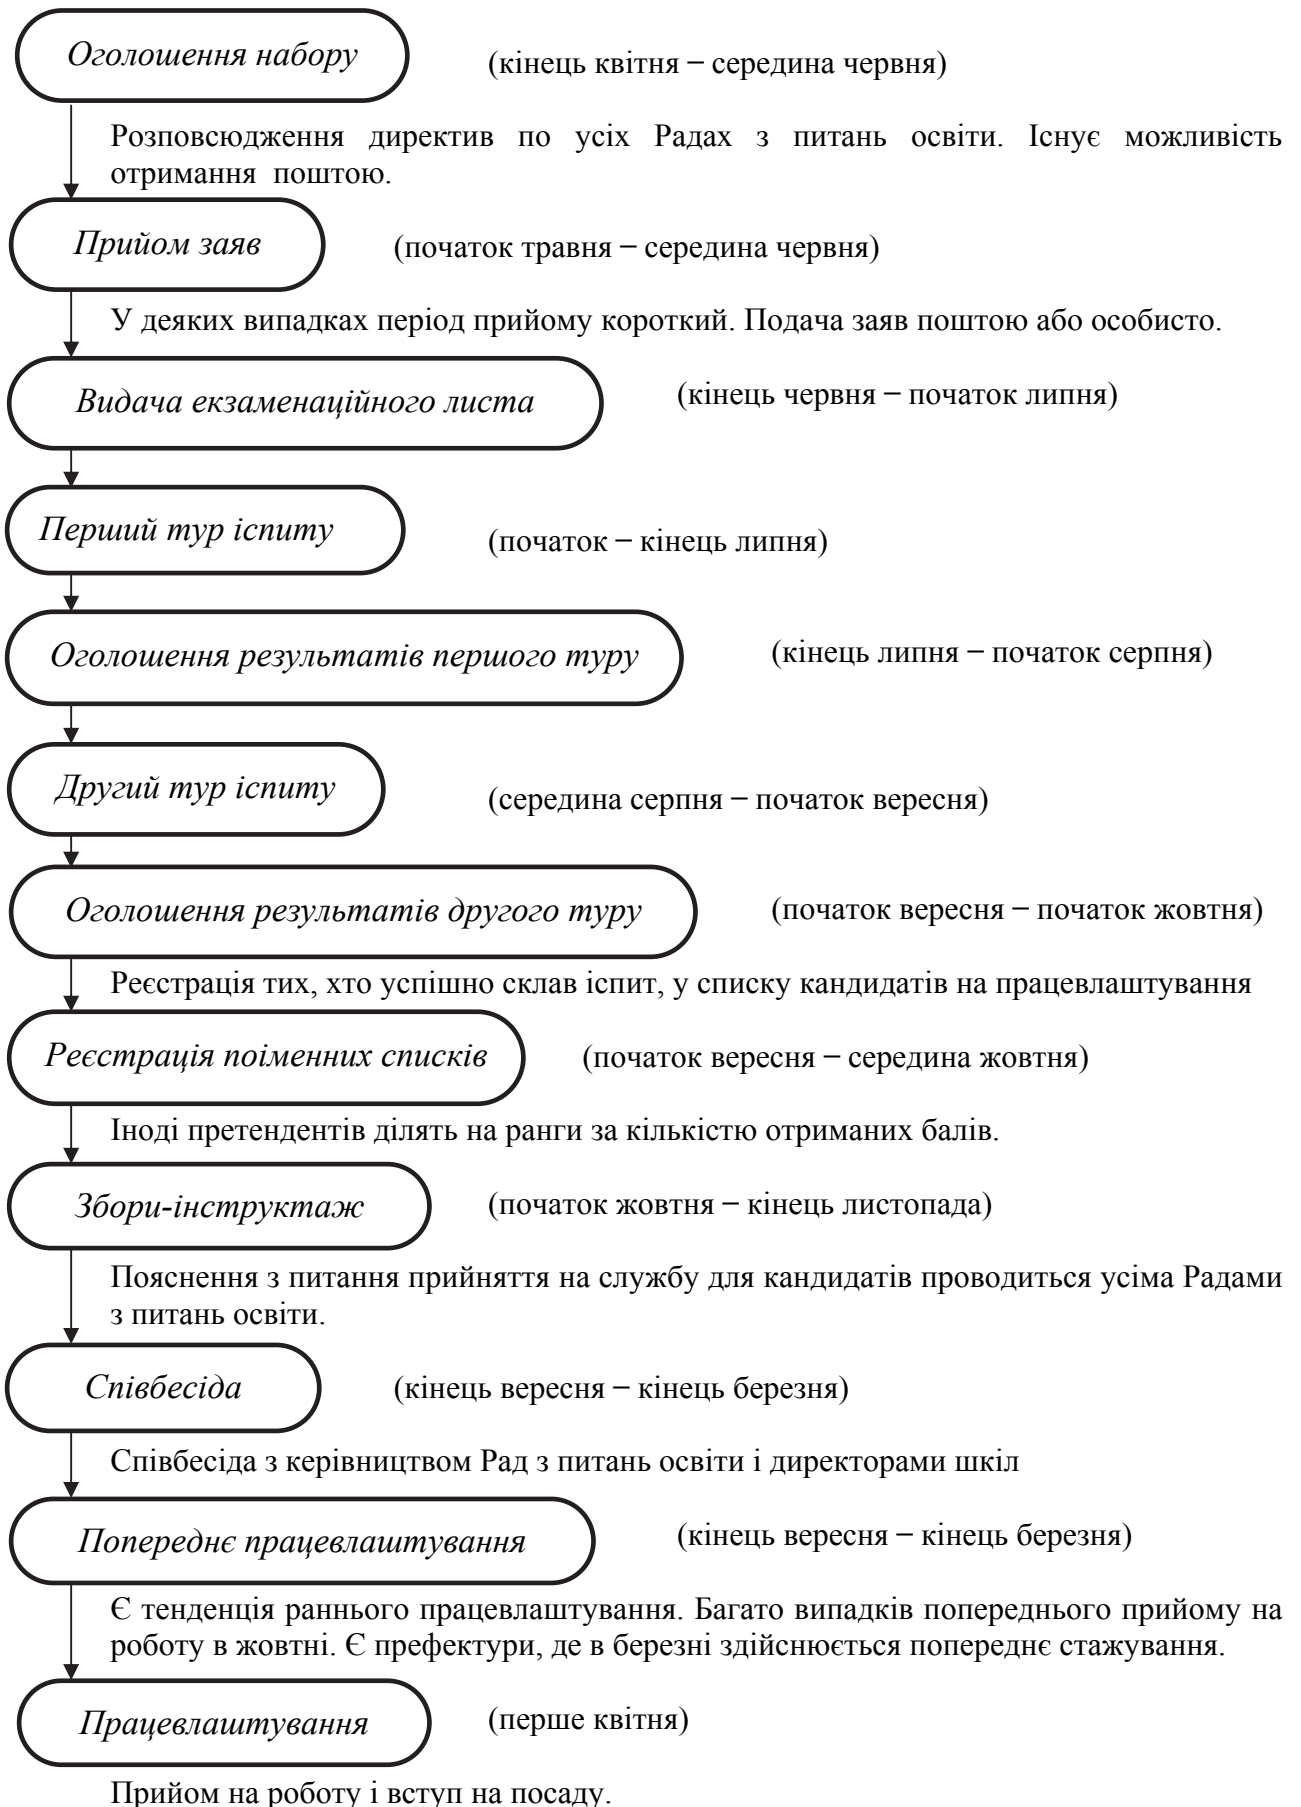 Оголошення набору
(кінець квітня – середина червня)
Розповсюдження директив по усіх Радах з питань освіти. Існує можливість
отримання поштою.
Прийом заяв
(початок травня – середина червня)
У деяких випадках період прийому короткий. Подача заяв поштою або особисто.
Видача екзаменаційного листа
(кінець червня – початок липня)
Перший тур іспиту
(початок – кінець липня)
Оголошення результатів першого туру
(кінець липня – початок серпня)
Другий тур іспиту
(середина серпня – початок вересня)
Оголошення результатів другого туру
(початок вересня – початок жовтня)
Реєстрація тих, хто успішно склав іспит, у списку кандидатів на працевлаштування
Реєстрація поіменних списків
(початок вересня – середина жовтня)
Іноді претендентів ділять на ранги за кількістю отриманих балів.
Збори-інструктаж
(початок жовтня – кінець листопада)
Пояснення з питання прийняття на службу для кандидатів проводиться усіма Радами
з питань освіти.
Співбесіда
(кінець вересня – кінець березня)
Співбесіда з керівництвом Рад з питань освіти і директорами шкіл
Попереднє працевлаштування
(кінець вересня – кінець березня)
Є тенденція раннього працевлаштування. Багато випадків попереднього прийому на
роботу в жовтні. Є префектури, де в березні здійснюється попереднє стажування.
Працевлаштування
(перше квітня)
Прийом на роботу і вступ на посаду.